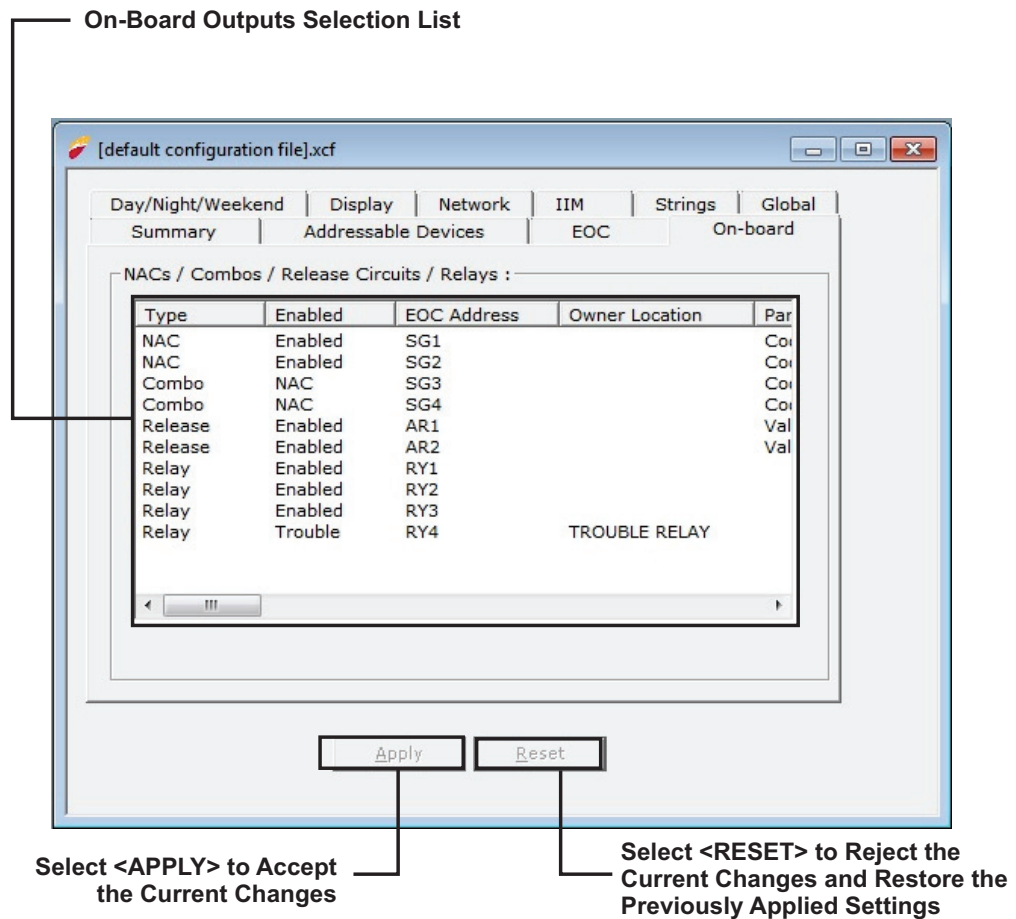 On-Board Outputs Selection List
[default configuration file].xcf
Day/Night/Weekend Display Network IIM Strings Global
Summary Addressable Devices EOC On-board
NACs / Combos / Release Circuits / Relays :
Type Enabled EOC Address Owner Location Par
NAC Enabled SG1
NAC Enabled SG2
Combo NAC SG3
Combo NAC SG4
Release Enabled AR1 Val
Release Enabled AR2 Val
Relay Enabled RY1
Relay Enabled RY2
Relay Enabled RY3
Relay Trouble RY4 TROUBLE RELAY
Apply Reset
Select <APPLY> to Accept
the Current Changes
Select <RESET> to Reject the
Current Changes and Restore the
Previously Applied Settings